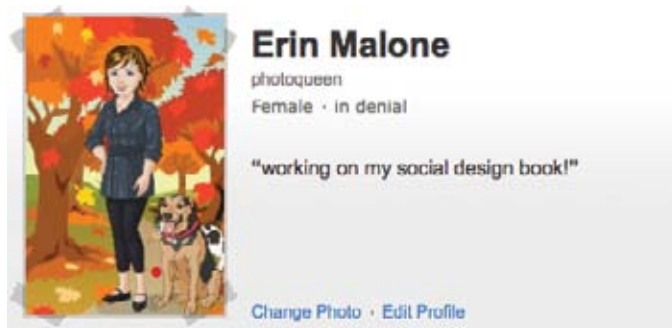 Erin Malone
photoqueen
Female · in denial
“working on my social design book!”
Change Photo · Edit Profile